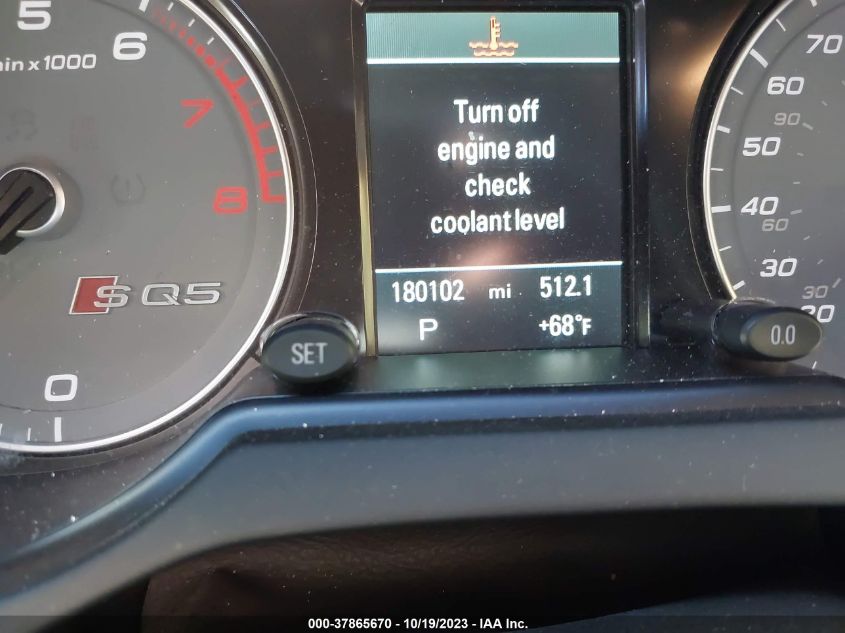 5
6
min x 1000
7
8
S Q5
0
Turn off
engine and
check
coolant level
180102 mi 512.1
P +68°F
SET
70
60
90
50
40
60
30
30
20
0.0
000-37865670 - 10/19/2023 - IAA Inc.